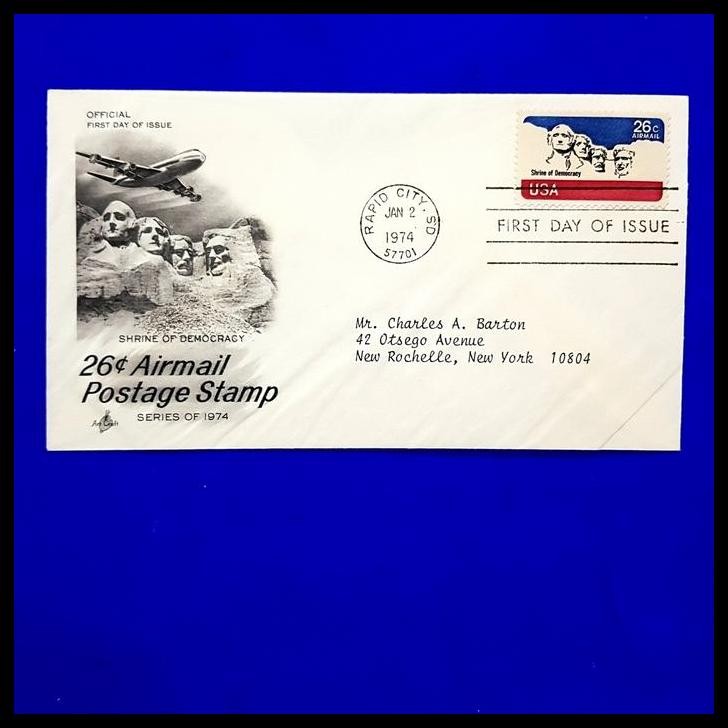 OFFICIAL
FIRST DAY OF ISSUE
SHRINE OF DEMOCRACY
26¢ Airmail
Postage Stamp
SERIES OF 1974
Art Craft
RAPID CITY, SD
JAN 2
1974
57701
26c
AIRMAIL
Shrine of Democracy
USA
FIRST DAY OF ISSUE
Mr. Charles A. Barton
42 Otsego Avenue
New Rochelle, New York 10804